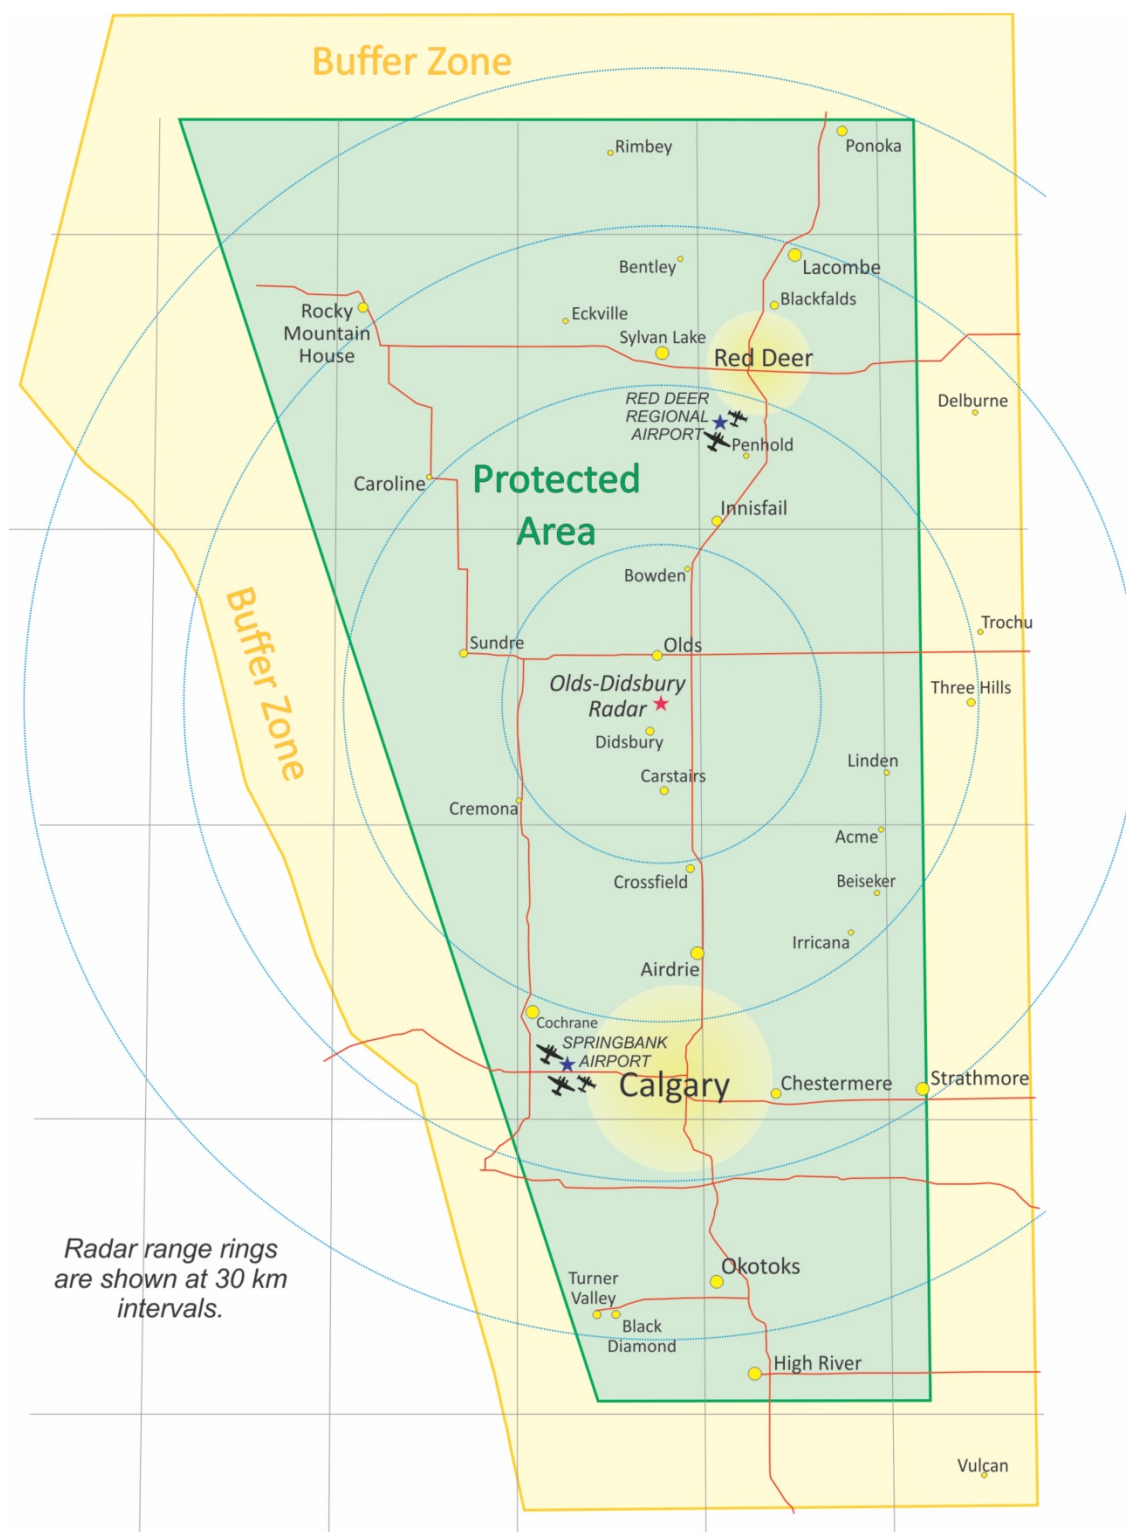 Buffer Zone
Rimbey
Ponoka
Bentley
Lacombe
Rocky
Mountain
House
Eckville
Blackfalds
Sylvan Lake
Red Deer
RED DEER
REGIONAL
AIRPORT
Penhold
Delburne
Caroline
Protected
Area
Innisfail
Bowden
Buffer Zone
Sundre
Olds
Trochu
Olds-Didsbury
Radar
Three Hills
Didsbury
Linden
Carstairs
Cremona
Acme
Crossfield
Beiseker
Irricana
Airdrie
Cochrane
SPRINGBANK
AIRPORT
Calgary
Chestermere
Strathmore
Radar range rings
are shown at 30 km
intervals.
Okotoks
Turner
Valley
Black
Diamond
High River
Vulcan